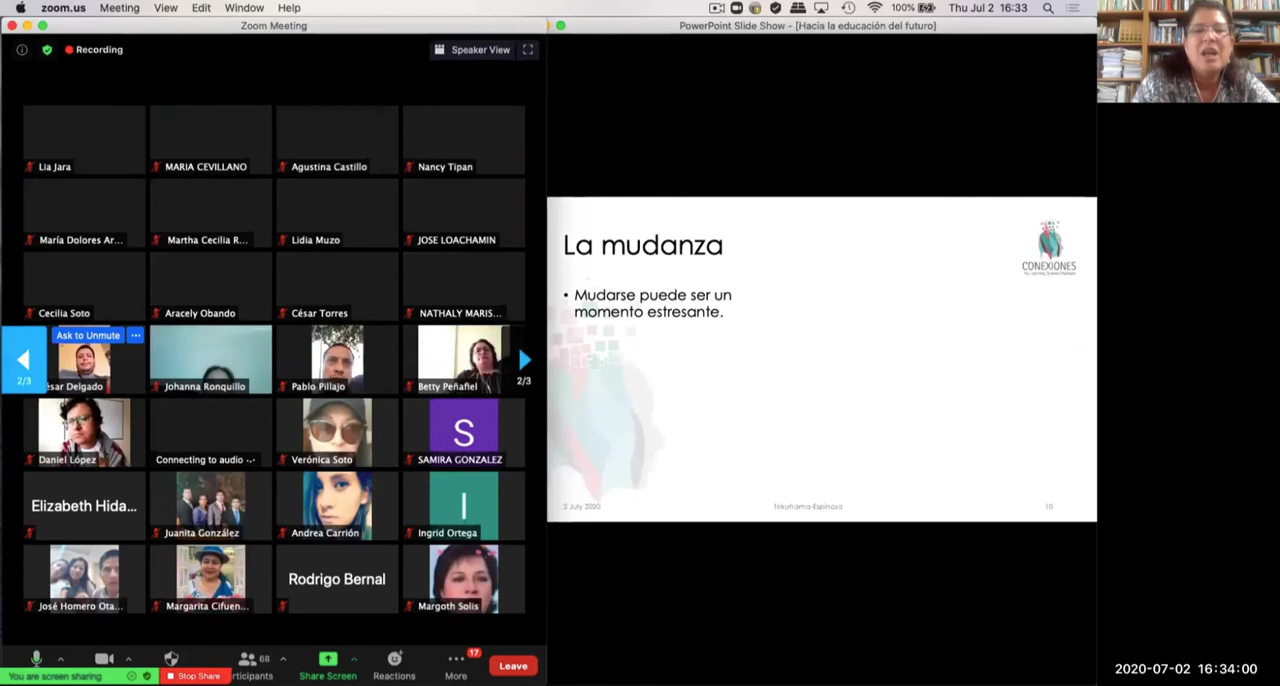 zoom.us Meeting View Edit Window Help
100% Thu Jul 2 16:33
Zoom Meeting
PowerPoint Slide Show - [Hacia la educación del futuro]
Recording
Speaker View
Lia Jara
MARIA CEVILLANO
Agustina Castillo
Nancy Tipan
María Dolores Ar...
Martha Cecilia R...
Lidia Muzo
JOSE LOACHAMIN
Cecilia Soto
Aracely Obando
César Torres
NATHALY MARIS...
Ask to Unmute
2/3
ésar Delgado
Johanna Ronquillo
Pablo Pillajo
Betty Peñafiel
2/3
Daniel López
Connecting to audio
Verónica Soto
S
SAMIRA GONZALEZ
Elizabeth Hida...
Juanita González
Andrea Carrión
I
Ingrid Ortega
José Homero Ota...
Margarita Cifuen...
Rodrigo Bernal
Margoth Solis
68
17
You are screen sharing
Stop Share
rticipants
Share Screen
Reactions
More
Leave
La mudanza
CONEXIONES
• Mudarse puede ser un
momento estresante.
2 July 2020
Tokuhama-Espinosa
10
2020-07-02 16:34:00